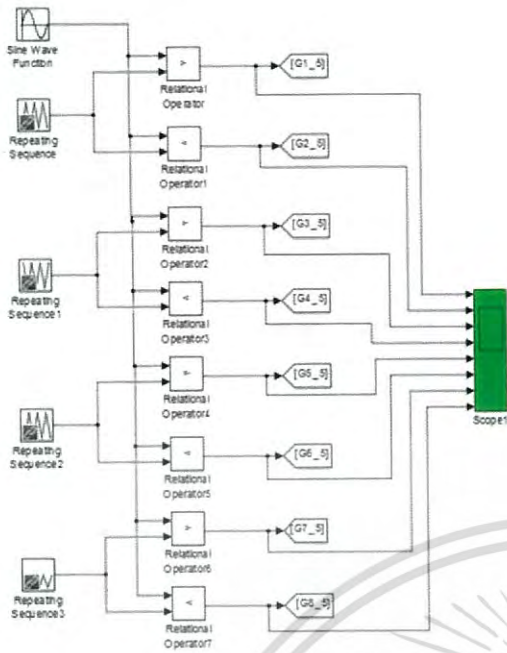 Sine Wave
Function
>
Relational
Operator
[G1_5]
Repeating
Sequence
<
Relational
Operator1
[G2_5]
>
Relational
Operator2
[G3_5]
Repeating
Sequence1
<
Relational
Operator3
[G4_5]
>
Relational
Operator4
[G5_5]
Scope1
Repeating
Sequence2
<
Relational
Operator5
[G6_5]
>
Relational
Operator6
[G7_5]
Repeating
Sequence3
<
Relational
Operator7
[G8_5]